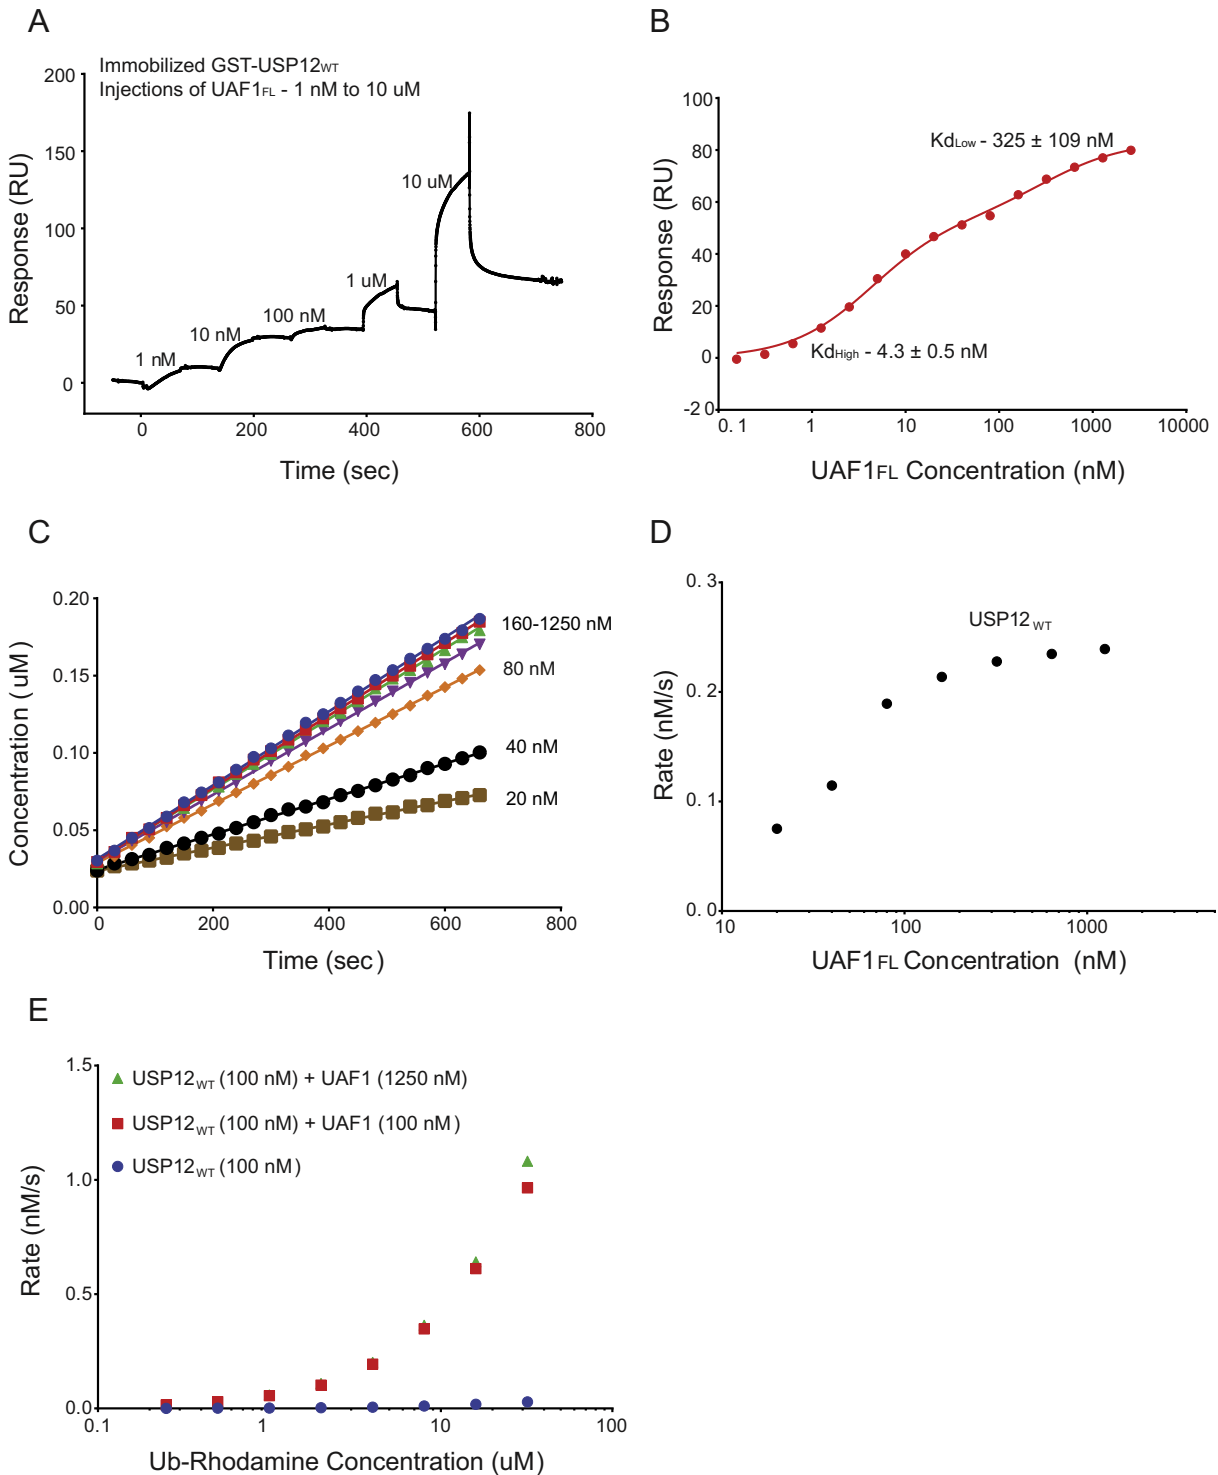 A
Immobilized GST-USP12WT
Injections of UAF1FL - 1 nM to 10 uM
200
150
100
50
0
Response (RU)
1 nM
10 nM
100 nM
1 uM
10 uM
0
200
400
600
800
Time (sec)
B
100
80
60
40
20
0
-20
Response (RU)
KdLow - 325 ± 109 nM
KdHigh - 4.3 ± 0.5 nM
0.1
1
10
100
1000
10000
UAF1FL Concentration (nM)
C
0.20
0.15
0.10
0.05
0.00
Concentration (uM)
160-1250 nM
80 nM
40 nM
20 nM
0
200
400
600
800
Time (sec)
D
0.3
0.2
0.1
0.0
Rate (nM/s)
USP12WT
10
100
1000
UAF1FL Concentration (nM)
E
1.5
1.0
0.5
0.0
Rate (nM/s)
USP12WT (100 nM) + UAF1 (1250 nM)
USP12WT (100 nM) + UAF1 (100 nM)
USP12WT (100 nM)
0.1
1
10
100
Ub-Rhodamine Concentration (uM)